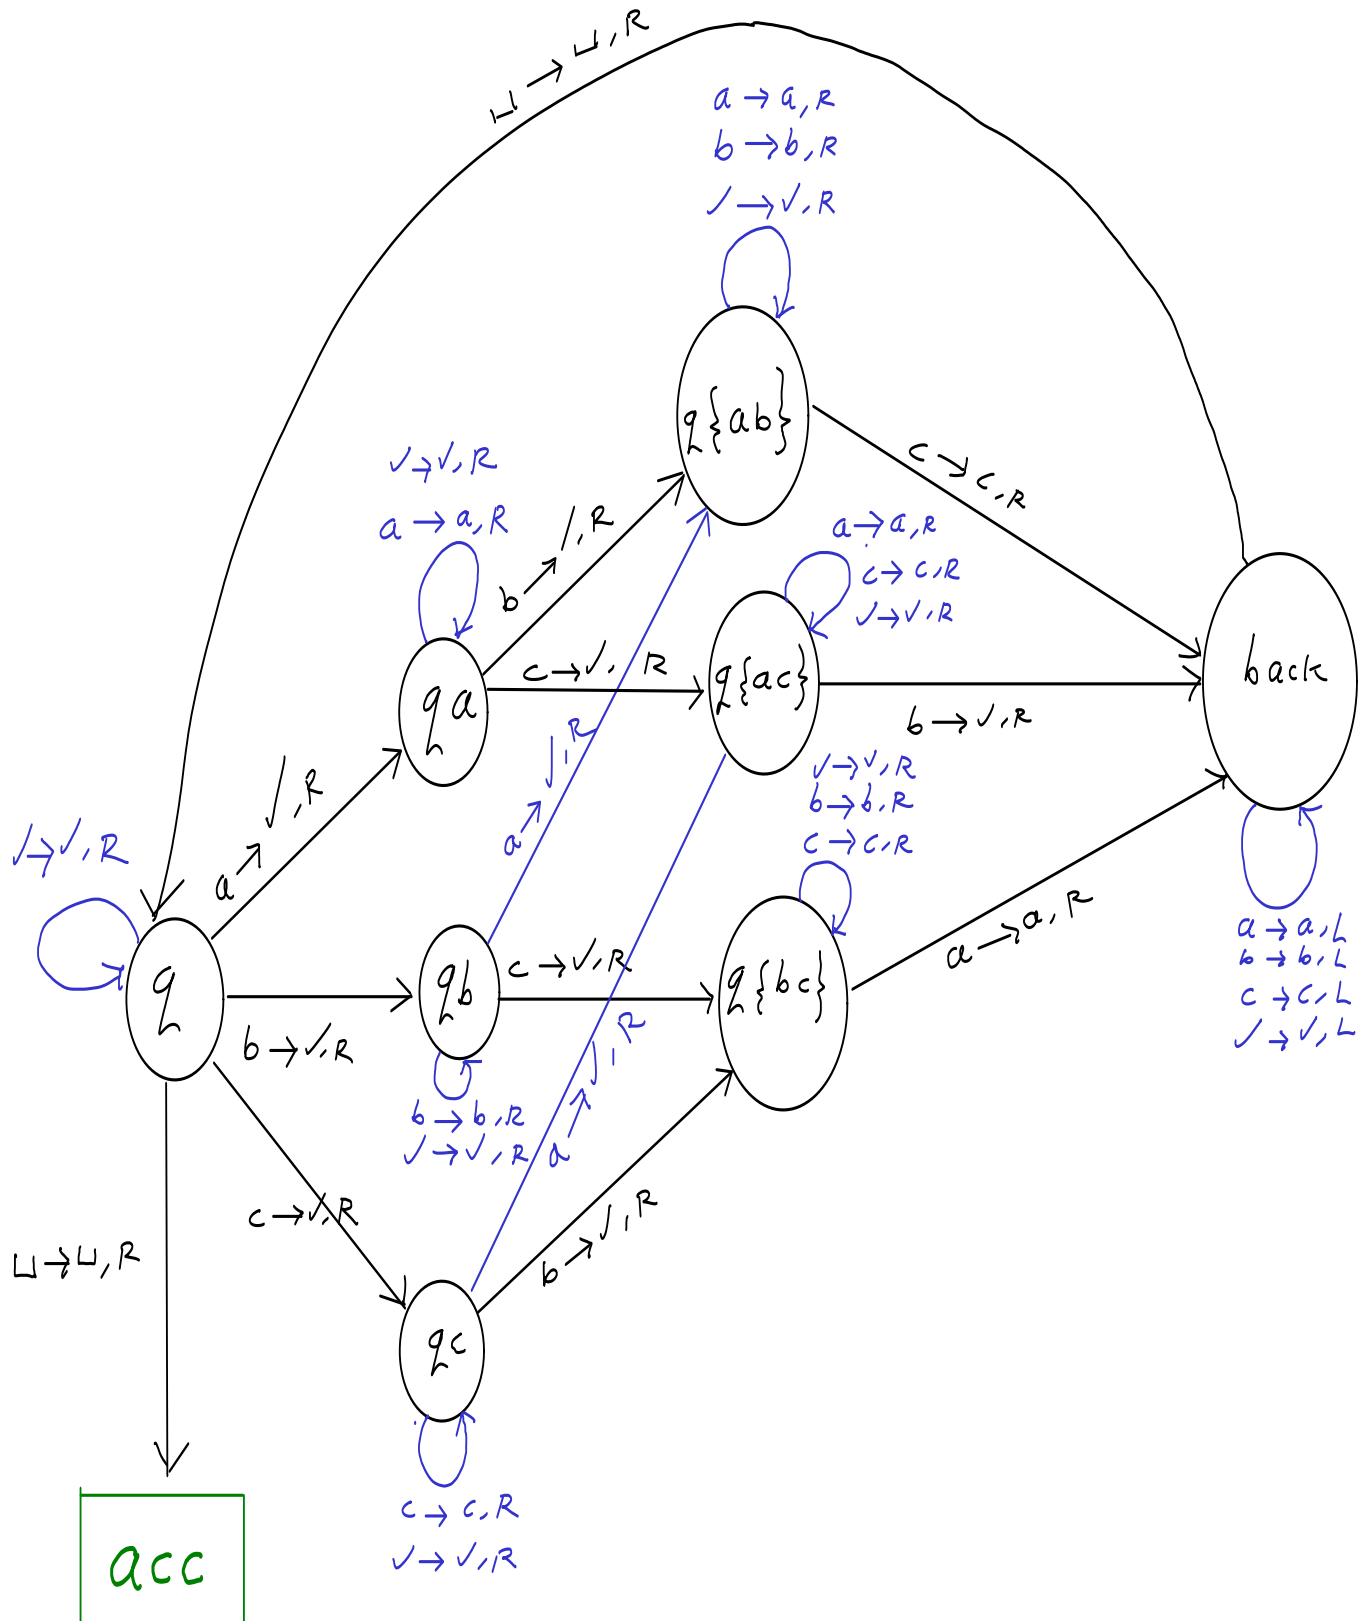 ⊔ → ⊔, R
a → a, R
b → b, R
✓ → ✓, R
q{ab}
c → c, R
✓ → ✓, R
a → a, R
b → ✓, R
a → a, R
c → c, R
✓ → ✓, R
qa
c → ✓, R
q{ac}
back
b → ✓, R
a → ✓, R
a → ✓, R
✓ → ✓, R
b → b, R
c → c, R
✓ → ✓, R
q
qb
c → ✓, R
q{bc}
a → a, R
a → a, L
b → b, L
c → c, L
✓ → ✓, L
b → ✓, R
b → b, R
✓ → ✓, R
a → ✓, R
c → ✓, R
b → ✓, R
⊔ → ⊔, R
qc
c → c, R
✓ → ✓, R
acc